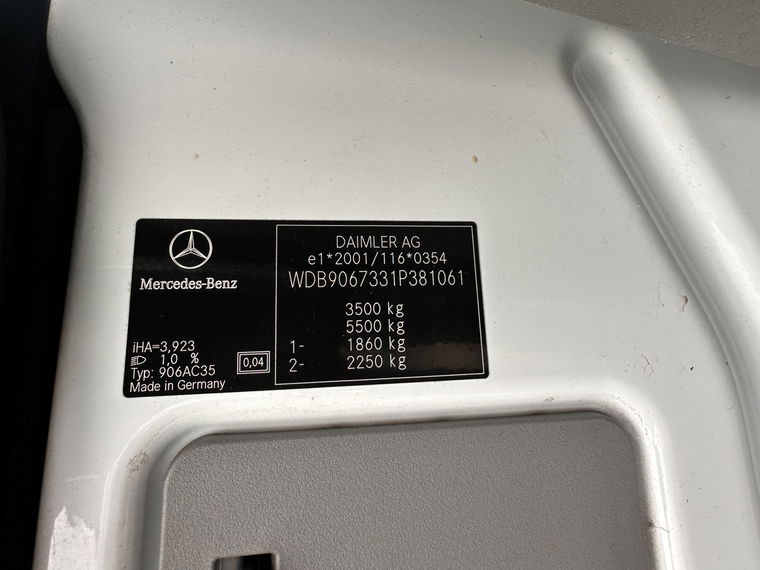 Mercedes-Benz
iHA=3,923
1,0 %
Typ: 906AC35
Made in Germany
0,04
DAIMLER AG
e1*2001/116*0354
WDB9067331P381061
3500 kg
5500 kg
1- 1860 kg
2- 2250 kg